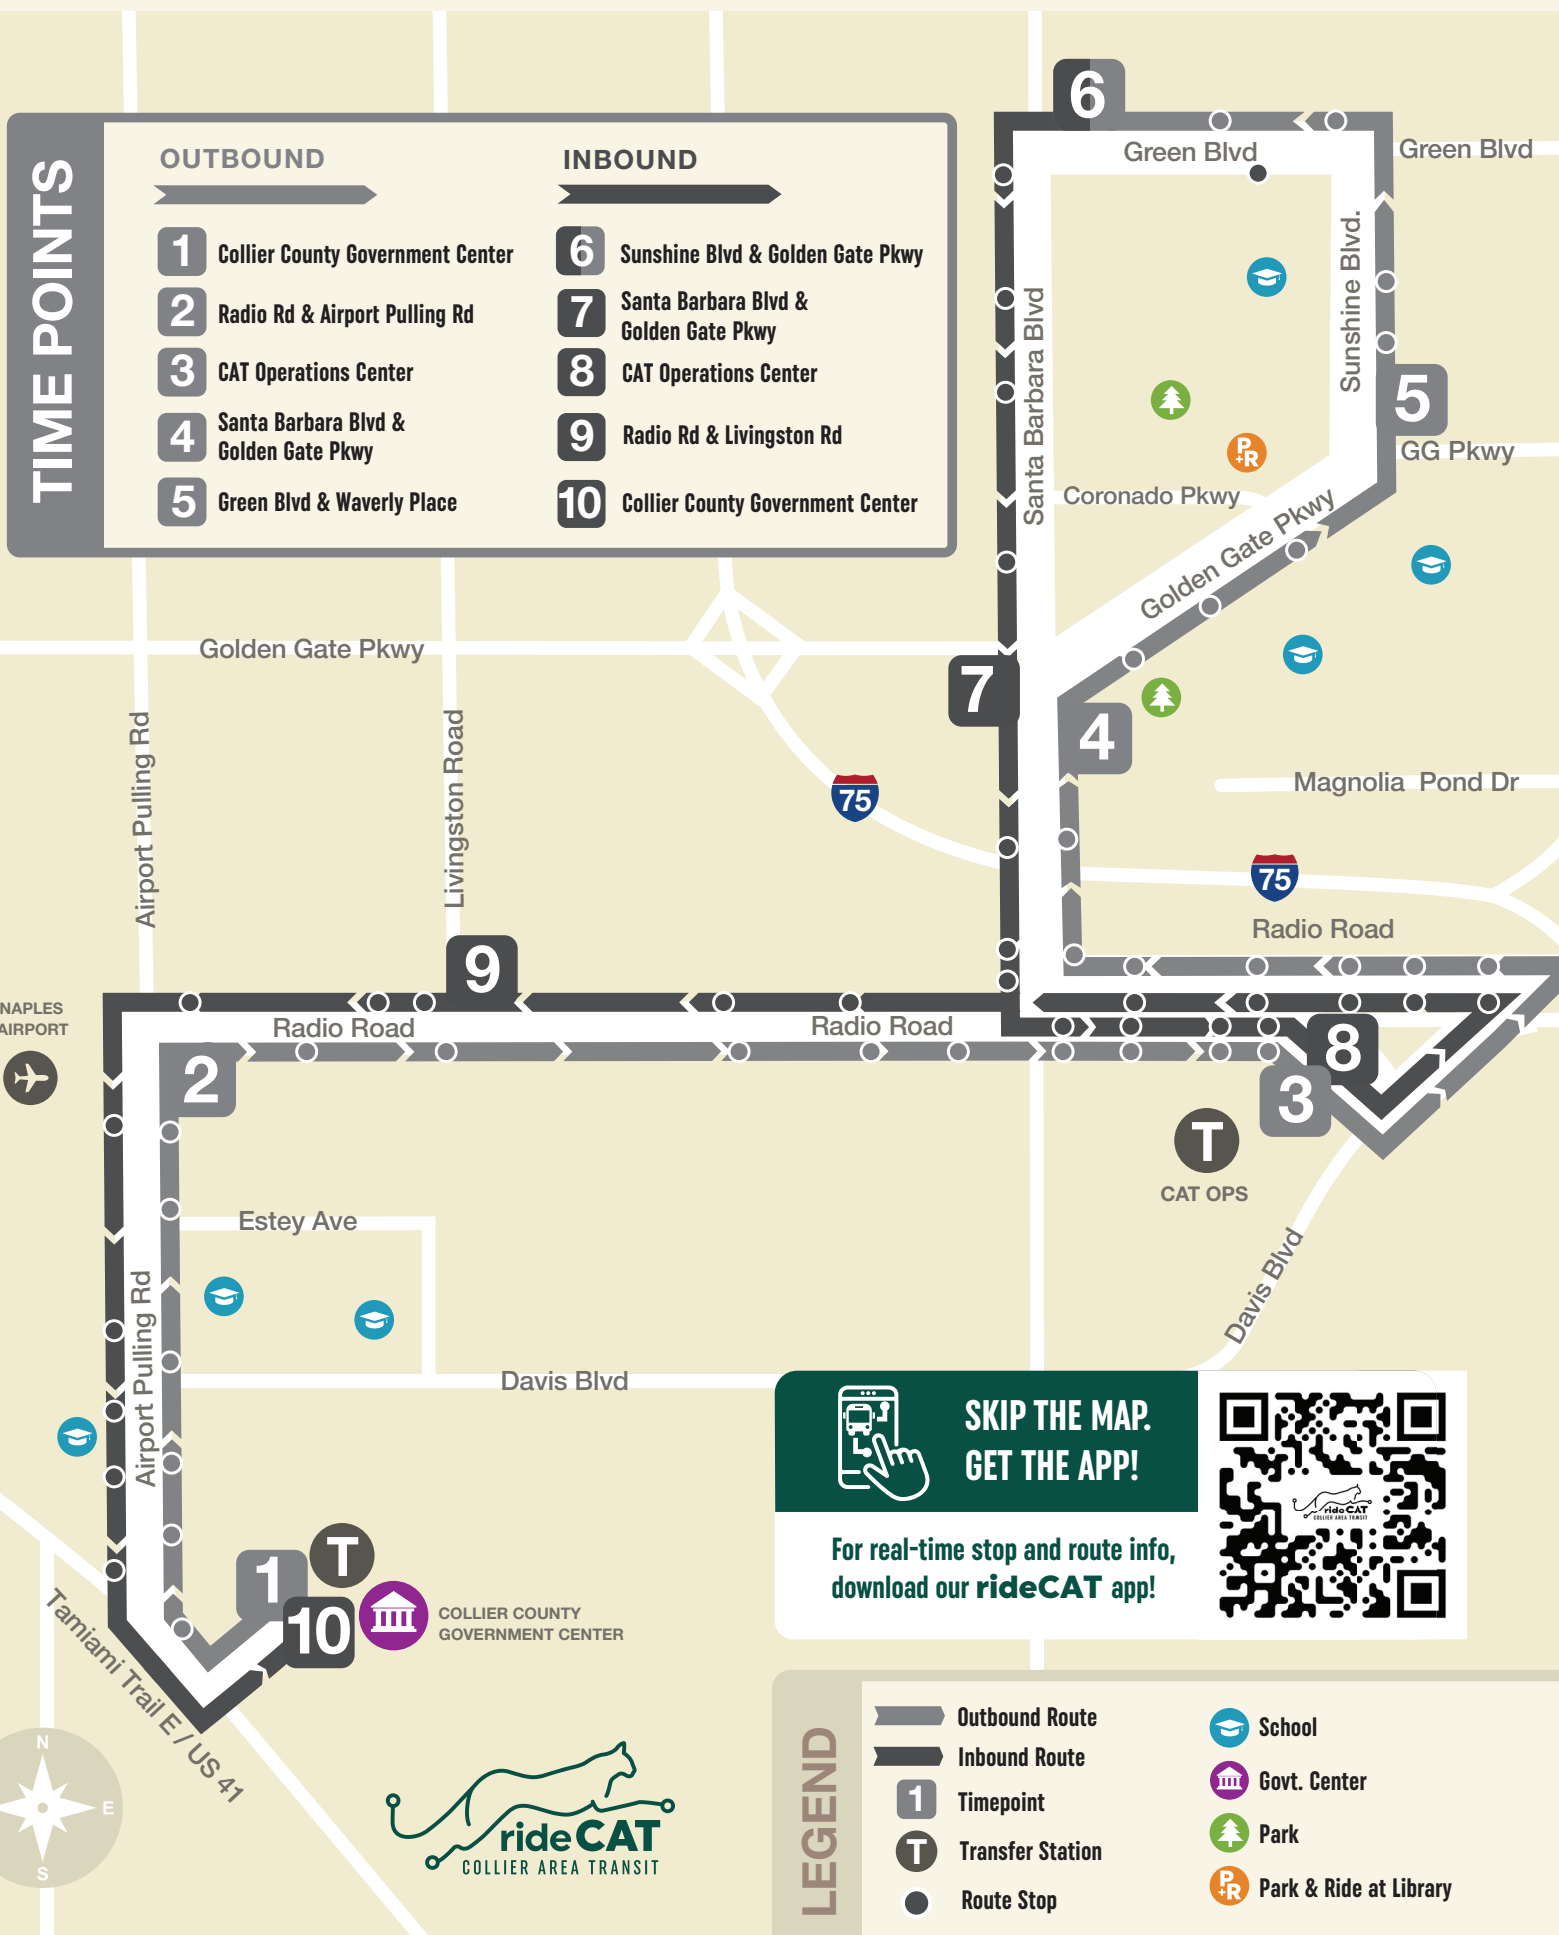 6
Green Blvd
Green Blvd
TIME POINTS
OUTBOUND
1 Collier County Government Center
2 Radio Rd & Airport Pulling Rd
3 CAT Operations Center
4 Santa Barbara Blvd &
Golden Gate Pkwy
5 Green Blvd & Waverly Place
INBOUND
6 Sunshine Blvd & Golden Gate Pkwy
7 Santa Barbara Blvd &
Golden Gate Pkwy
8 CAT Operations Center
9 Radio Rd & Livingston Rd
10 Collier County Government Center
Santa Barbara Blvd
Sunshine Blvd.
5
P+R
GG Pkwy
Coronado Pkwy
Golden Gate Pkwy
Golden Gate Pkwy
7
4
Airport Pulling Rd
Livingston Road
75
Magnolia Pond Dr
75
Radio Road
9
NAPLES
AIRPORT
Radio Road
Radio Road
2
8
3
T
CAT OPS
Estey Ave
Davis Blvd
Airport Pulling Rd
Davis Blvd
SKIP THE MAP.
GET THE APP!
For real-time stop and route info,
download our rideCAT app!
rideCAT
COLLIER AREA TRANSIT
1
T
10
COLLIER COUNTY
GOVERNMENT CENTER
Tamiami Trail E / US 41
N
E
S
rideCAT
COLLIER AREA TRANSIT
LEGEND
Outbound Route
Inbound Route
1 Timepoint
T Transfer Station
Route Stop
School
Govt. Center
Park
P+R Park & Ride at Library